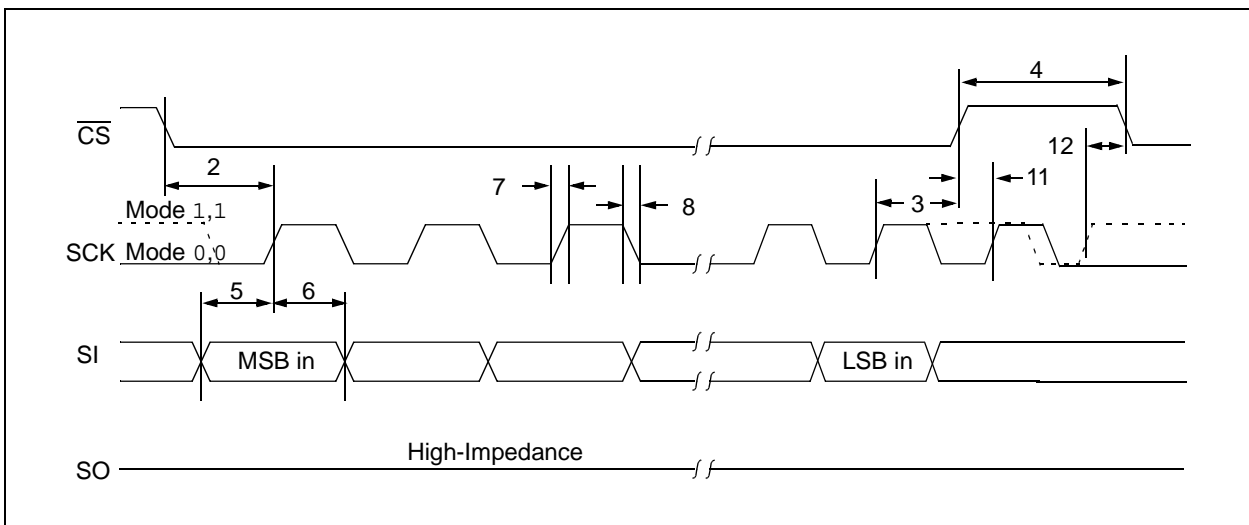 4
CS
12
2
7
8
3
11
Mode 1,1
SCK Mode 0,0
5
6
SI
MSB in
LSB in
High-Impedance
SO